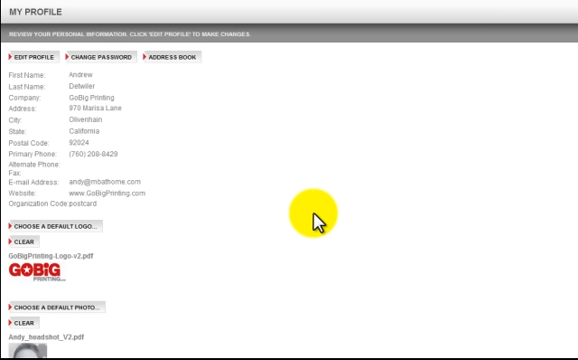 MY PROFILE
REVIEW YOUR PERSONAL INFORMATION. CLICK 'EDIT PROFILE' TO MAKE CHANGES.
EDIT PROFILE CHANGE PASSWORD ADDRESS BOOK
First Name: Andrew
Last Name: Detwiler
Company: GoBig Printing
Address: 970 Marisa Lane
City Olivenhain
State: California
Postal Code: 92024
Primary Phone: (760) 208-8429
Alternate Phone:
Fax:
E-mail Address: andy@mbathome.com
Website: www.GoBigPrinting.com
Organization Code: postcard
CHOOSE A DEFAULT LOGO...
CLEAR
GoBigPrinting-Logo-v2.pdf
GOBIG
PRINTING...
CHOOSE A DEFAULT PHOTO...
CLEAR
Andy_headshot_V2.pdf